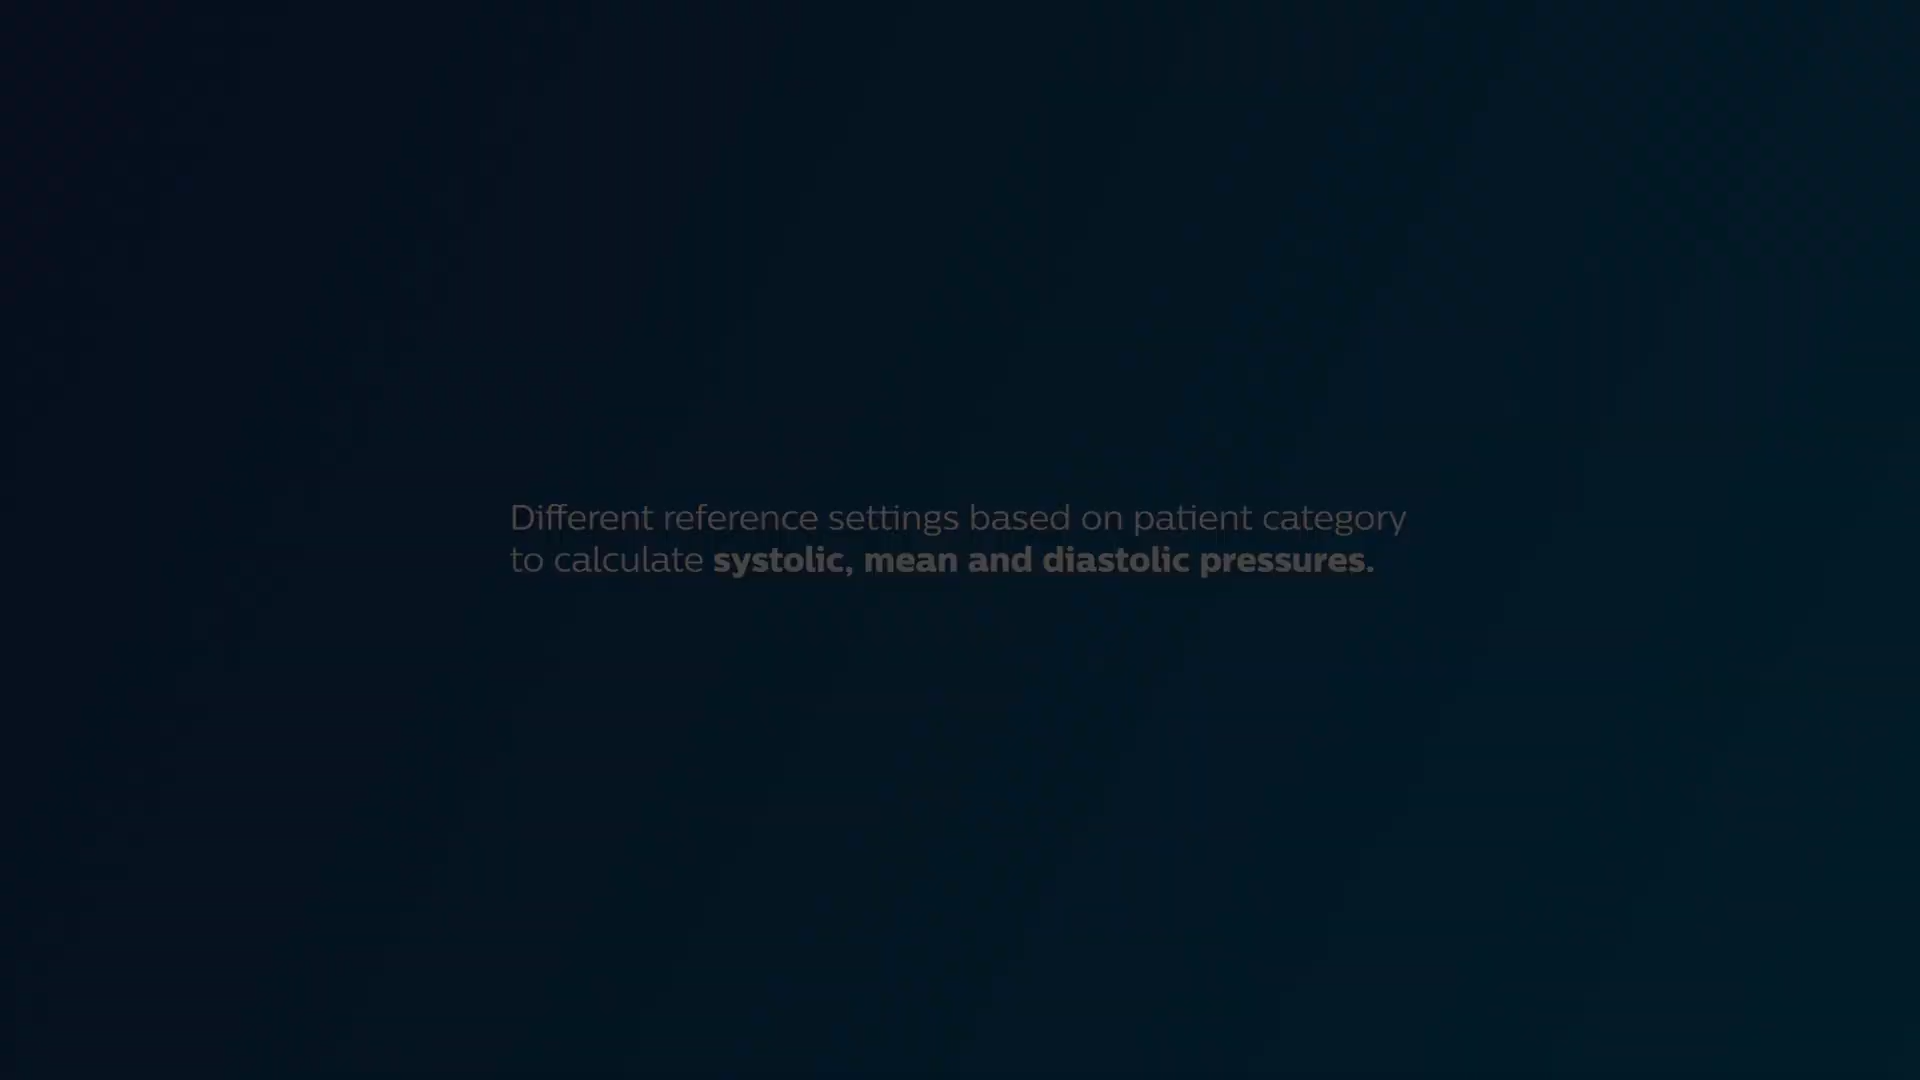 Different reference settings based on patient category
to calculate systolic, mean and diastolic pressures.